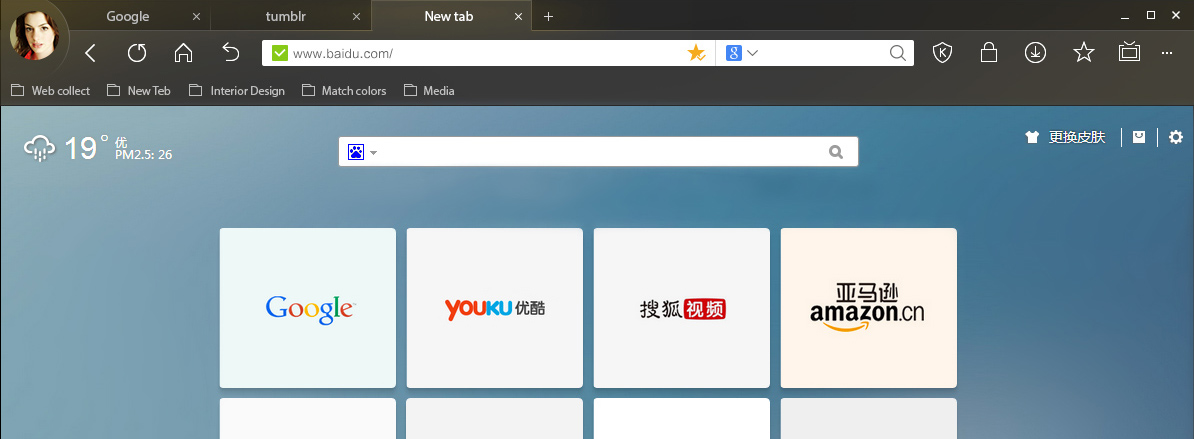 Google
tumblr
New tab
www.baidu.com/
Web collect
New Teb
Interior Design
Match colors
Media
19°
优
PM2.5: 26
更换皮肤
Google
YOUKU 优酷
搜狐视频
亚马逊
amazon.cn